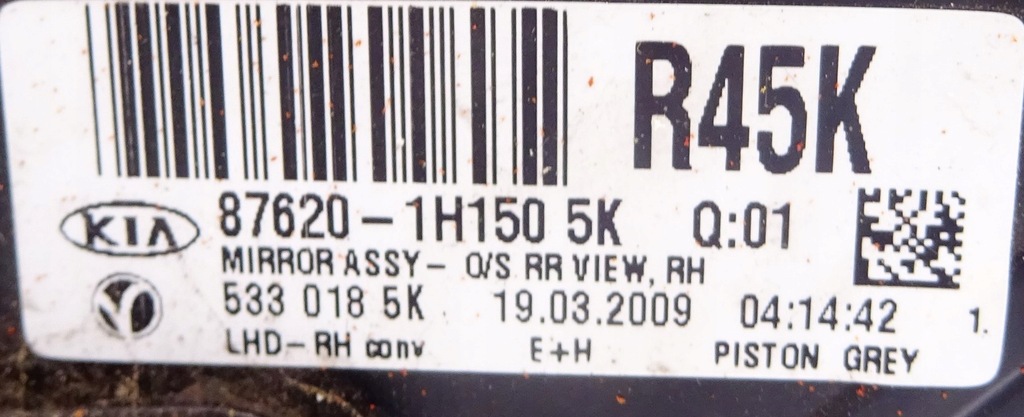 R45K
KIA 87620-1H150 5K Q:01
MIRROR ASSY- O/S RR VIEW, RH
533 018 5K 19.03.2009 04:14:42 1.
LHD-RH conv E+H PISTON GREY